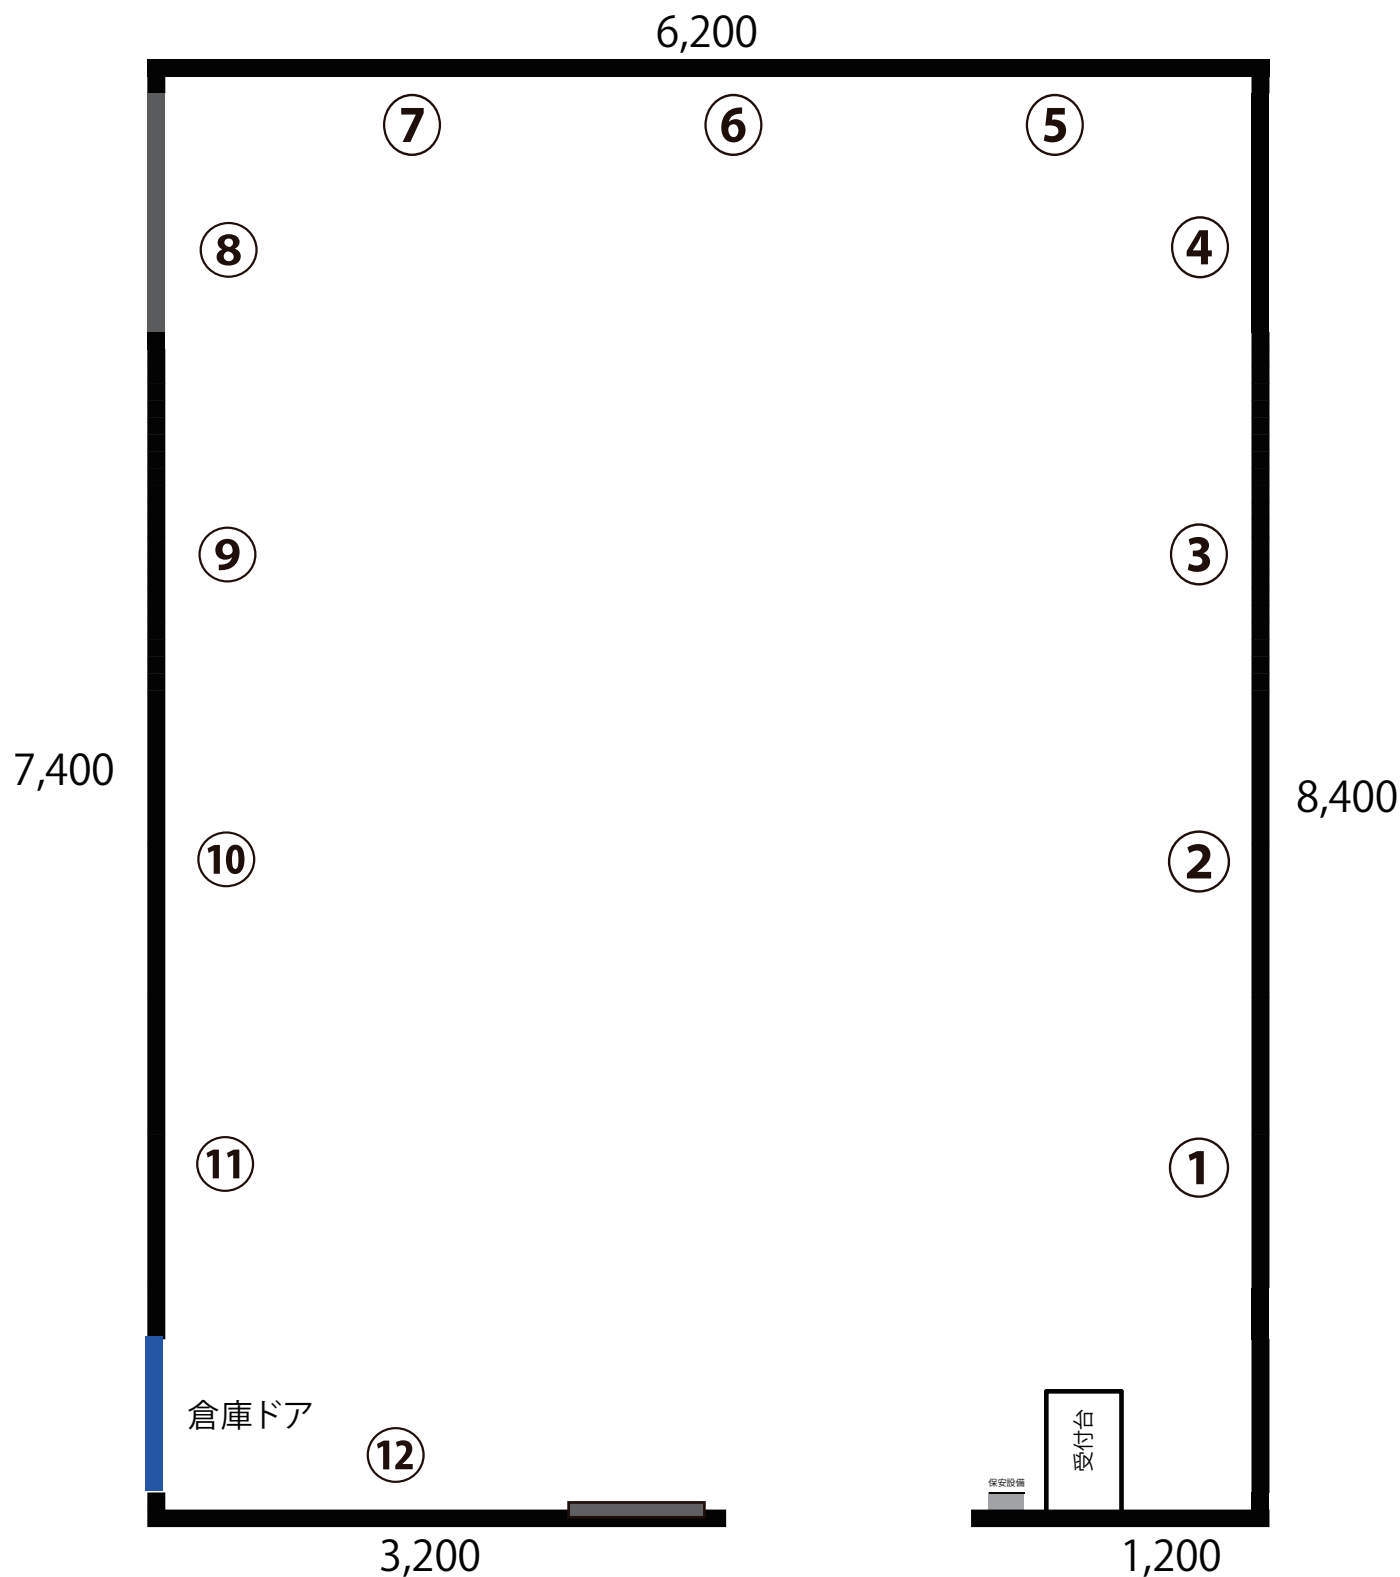 6,200
⑦ ⑥ ⑤
⑧ ④
⑨ ③
7,400
8,400
⑩ ②
⑪ ①
倉庫ドア
受付台
⑫
保安設備
3,200
1,200